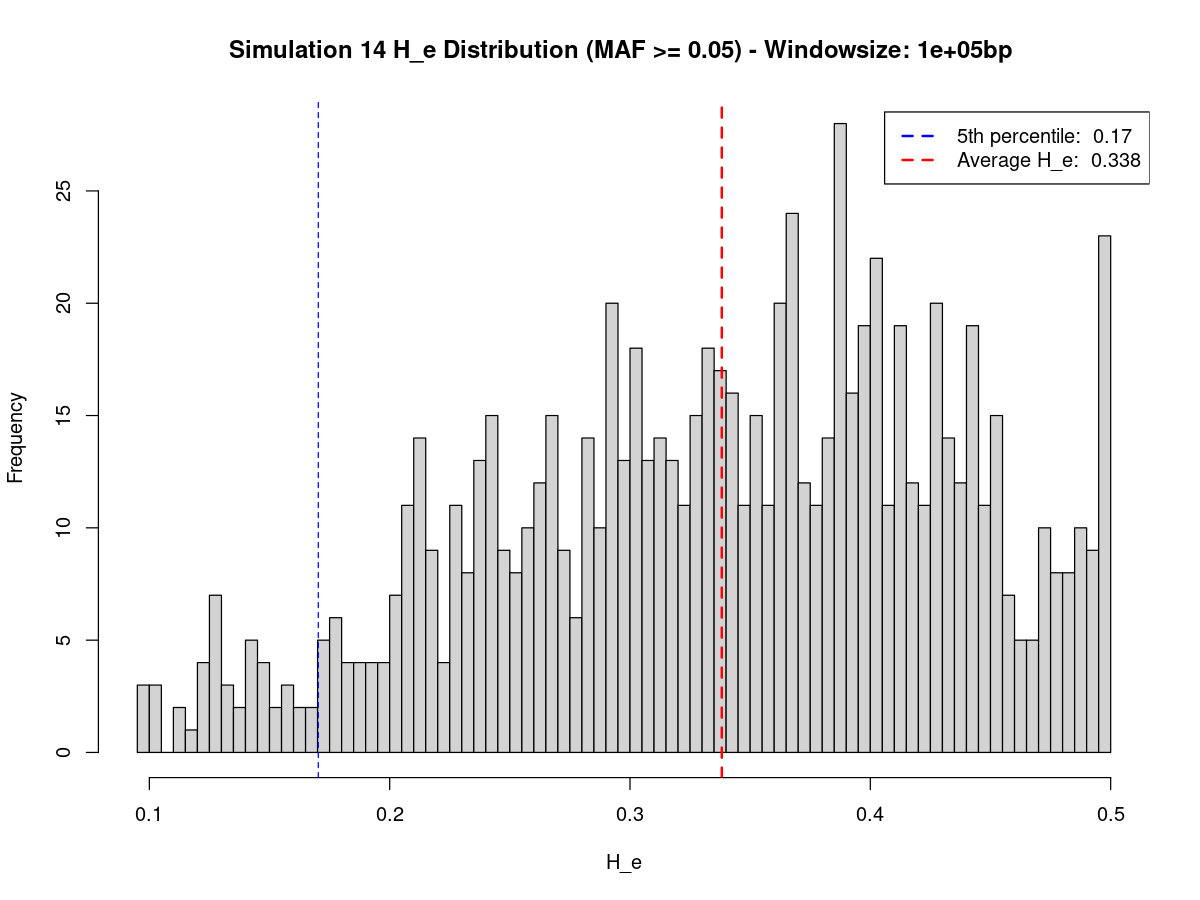 Simulation 14 H_e Distribution (MAF >= 0.05) - Windowsize: 1e+05bp
5th percentile:  0.17
Average H_e:  0.338
Frequency
25
20
15
10
5
0
0.1 0.2 0.3 0.4 0.5
H_e